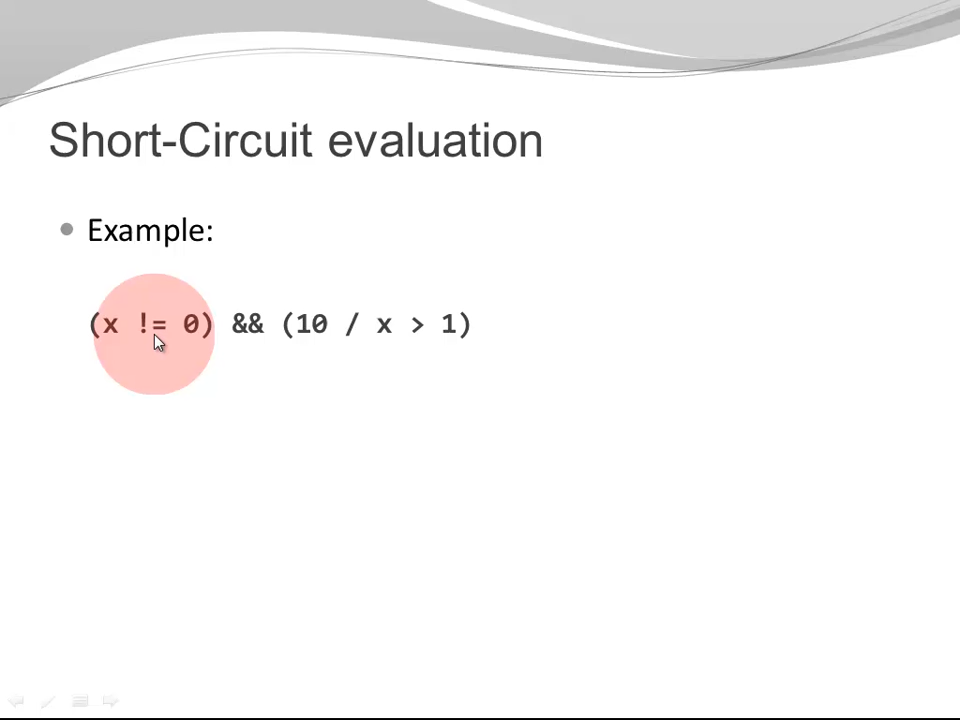 Short-Circuit evaluation
Example:
(x != 0) && (10 / x > 1)